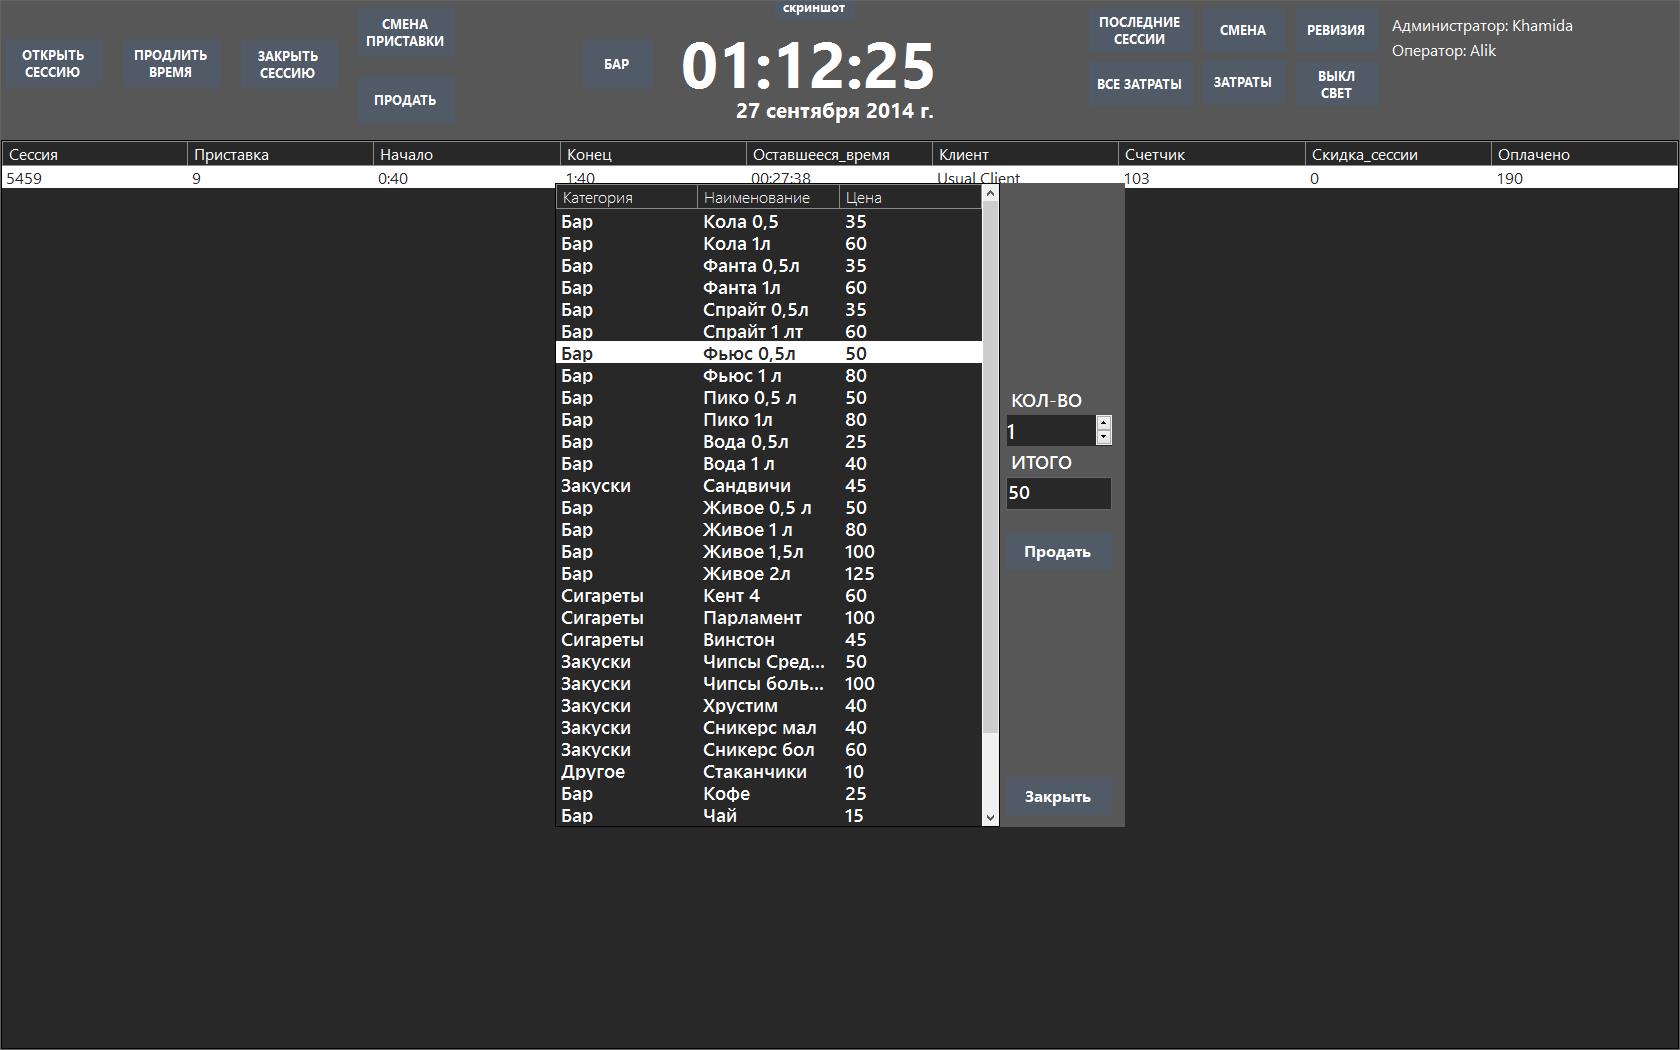 скриншот
ОТКРЫТЬ
СЕССИЮ
ПРОДЛИТЬ
ВРЕМЯ
ЗАКРЫТЬ
СЕССИЮ
СМЕНА
ПРИСТАВКИ
ПРОДАТЬ
БАР
01:12:25
27 сентября 2014 г.
ПОСЛЕДНИЕ
СЕССИИ
СМЕНА
РЕВИЗИЯ
ВСЕ ЗАТРАТЫ
ЗАТРАТЫ
ВЫКЛ
СВЕТ
Администратор: Khamida
Оператор: Alik
Сессия Приставка Начало Конец Оставшееся_время Клиент Счетчик Скидка_сессии Оплачено
5459 9 0:40 1:40 00:27:38 Usual Client 103 0 190
Категория Наименование Цена
Бар Кола 0,5 35
Бар Кола 1л 60
Бар Фанта 0,5л 35
Бар Фанта 1л 60
Бар Спрайт 0,5л 35
Бар Спрайт 1 лт 60
Бар Фьюс 0,5л 50
Бар Фьюс 1 л 80
Бар Пико 0,5 л 50
Бар Пико 1л 80
Бар Вода 0,5л 25
Бар Вода 1 л 40
Закуски Сандвичи 45
Бар Живое 0,5 л 50
Бар Живое 1 л 80
Бар Живое 1,5л 100
Бар Живое 2л 125
Сигареты Кент 4 60
Сигареты Парламент 100
Сигареты Винстон 45
Закуски Чипсы Сред... 50
Закуски Чипсы боль... 100
Закуски Хрустим 40
Закуски Сникерс мал 40
Закуски Сникерс бол 60
Другое Стаканчики 10
Бар Кофе 25
Бар Чай 15
КОЛ-ВО
1
ИТОГО
50
Продать
Закрыть